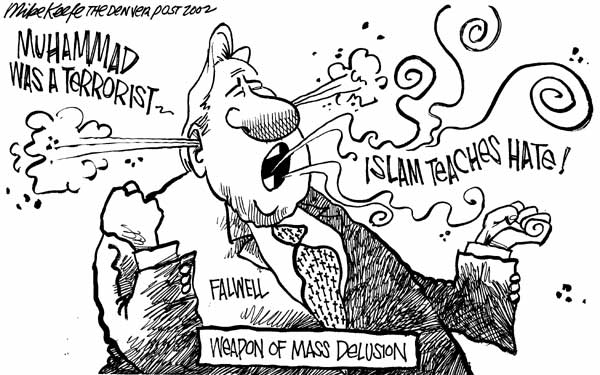 Mike Keefe THE DENVER POST 2002
MUHAMMAD
WAS A TERRORIST
ISLAM TEACHES HATE!
FALWELL
WEAPON OF MASS DELUSION